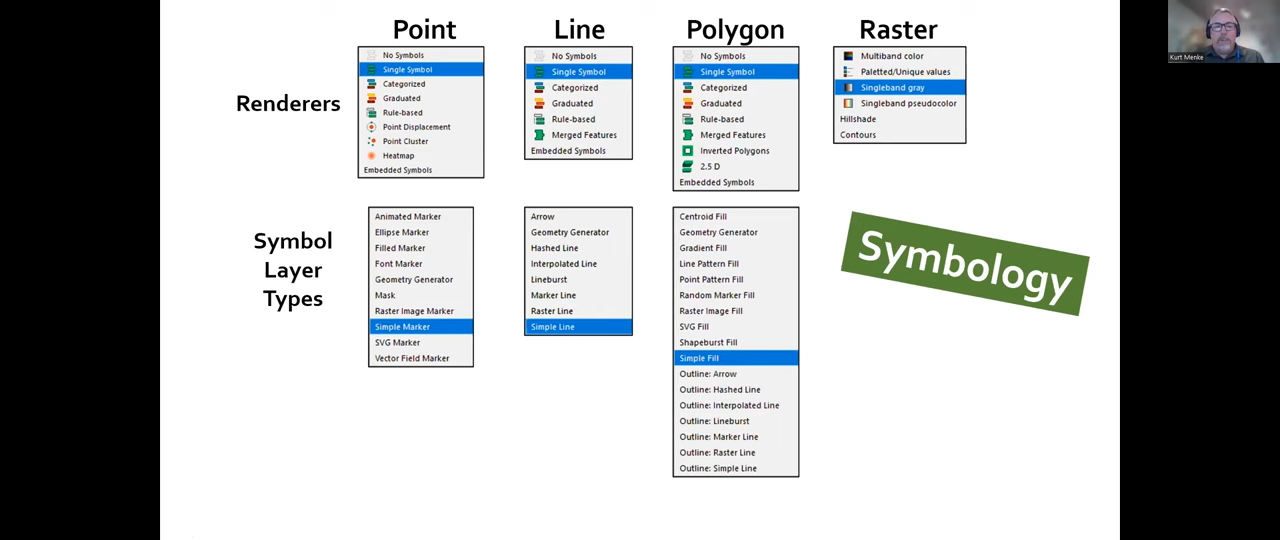 Point
Line
Polygon
Raster
Kurt Menke
Renderers
No Symbols
Single Symbol
Categorized
Graduated
Rule-based
Point Displacement
Point Cluster
Heatmap
Embedded Symbols
No Symbols
Single Symbol
Categorized
Graduated
Rule-based
Merged Features
Embedded Symbols
No Symbols
Single Symbol
Categorized
Graduated
Rule-based
Merged Features
Inverted Polygons
2.5 D
Embedded Symbols
Multiband color
Paletted/Unique values
Singleband gray
Singleband pseudocolor
Hillshade
Contours
Symbol
Layer
Types
Animated Marker
Ellipse Marker
Filled Marker
Font Marker
Geometry Generator
Mask
Raster Image Marker
Simple Marker
SVG Marker
Vector Field Marker
Arrow
Geometry Generator
Hashed Line
Interpolated Line
Lineburst
Marker Line
Raster Line
Simple Line
Centroid Fill
Geometry Generator
Gradient Fill
Line Pattern Fill
Point Pattern Fill
Random Marker Fill
Raster Image Fill
SVG Fill
Shapeburst Fill
Simple Fill
Outline: Arrow
Outline: Hashed Line
Outline: Interpolated Line
Outline: Lineburst
Outline: Marker Line
Outline: Raster Line
Outline: Simple Line
Symbology